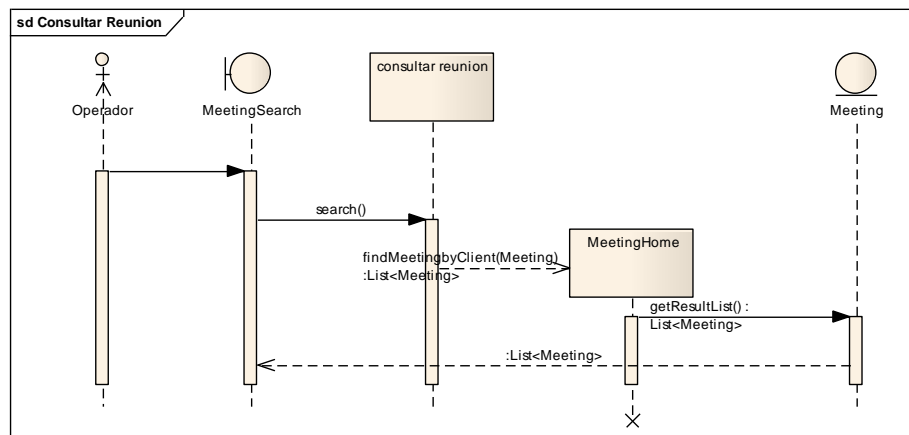 sd Consultar Reunion
Operador
MeetingSearch
consultar reunion
Meeting
search()
MeetingHome
findMeetingbyClient(Meeting)
:List<Meeting>
getResultList() :
List<Meeting>
:List<Meeting>